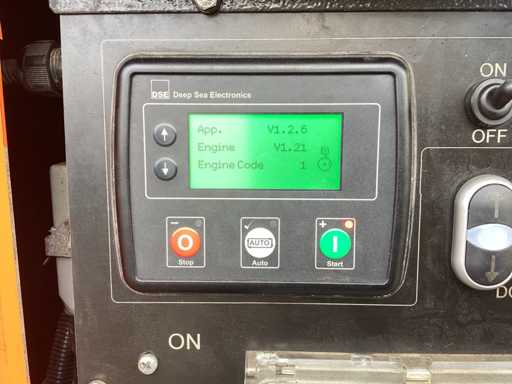 DSE Deep Sea Electronics
App. V1.2.6
Engine V1.21
Engine Code 1
− ✓ +
O AUTO I
Stop Auto Start
ON
OFF
ON